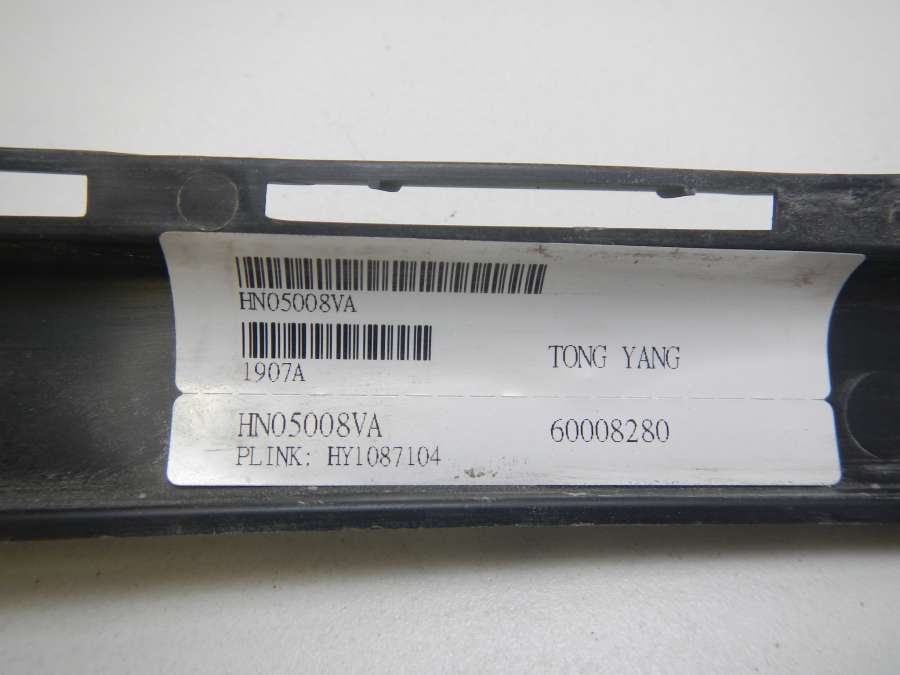 HN05008VA
1907A
TONG YANG
HN05008VA
60008280
PLINK: HY1087104